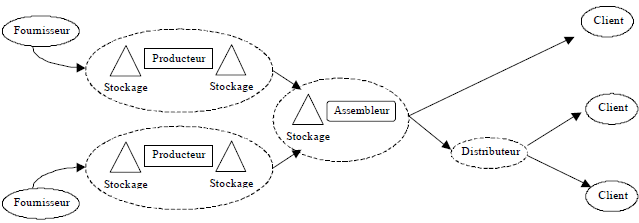 Fournisseur
Producteur
Stockage
Stockage
Client
Assembleur
Stockage
Client
Distributeur
Producteur
Stockage
Stockage
Fournisseur
Client